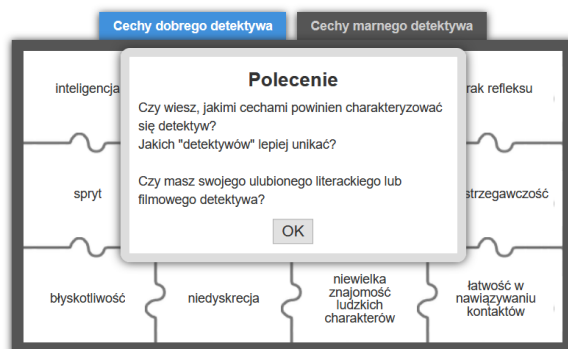 Cechy dobrego detektywa
Cechy marnego detektywa
Polecenie
Czy wiesz, jakimi cechami powinien charakteryzować
się detektyw?
Jakich "detektywów" lepiej unikać?
Czy masz swojego ulubionego literackiego lub
filmowego detektywa?
OK
inteligencja
rak refleksu
spryt
strzegawczość
błyskotliwość
niedyskrecja
niewielka
znajomość
ludzkich
charakterów
łatwość w
nawiązywaniu
kontaktów